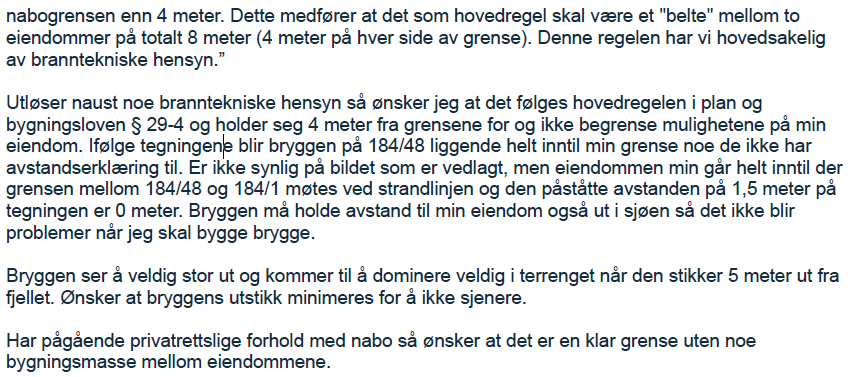 nabogrensen enn 4 meter. Dette medfører at det som hovedregel skal være et "belte" mellom to
eiendommer på totalt 8 meter (4 meter på hver side av grense). Denne regelen har vi hovedsakelig
av branntekniske hensyn.”
Utløser naust noe branntekniske hensyn så ønsker jeg at det følges hovedregelen i plan og
bygningsloven § 29-4 og holder seg 4 meter fra grensene for og ikke begrense mulighetene på min
eiendom. Ifølge tegningene blir bryggen på 184/48 liggende helt inntil min grense noe de ikke har
avstandserklæring til. Er ikke synlig på bildet som er vedlagt, men eiendommen min går helt inntil der
grensen mellom 184/48 og 184/1 møtes ved strandlinjen og den påståtte avstanden på 1,5 meter på
tegningen er 0 meter. Bryggen må holde avstand til min eiendom også ut i sjøen så det ikke blir
problemer når jeg skal bygge brygge.
Bryggen ser å veldig stor ut og kommer til å dominere veldig i terrenget når den stikker 5 meter ut fra
fjellet. Ønsker at bryggens utstikk minimeres for å ikke sjenere.
Har pågående privatrettslige forhold med nabo så ønsker at det er en klar grense uten noe
bygningsmasse mellom eiendommene.